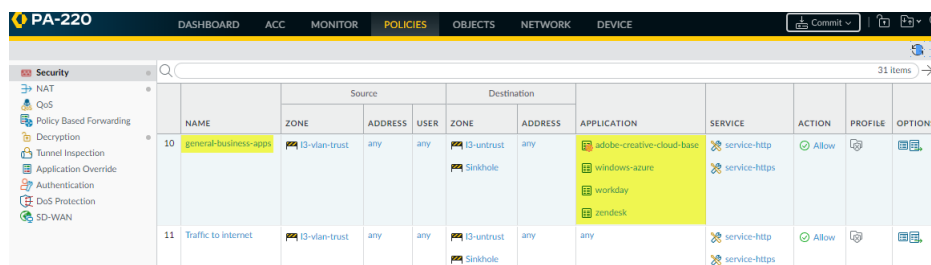 PA-220 DASHBOARD ACC MONITOR POLICIES OBJECTS NETWORK DEVICE Commit
31 items
Security
NAT
QoS
Policy Based Forwarding
Decryption
Tunnel Inspection
Application Override
Authentication
DoS Protection
SD-WAN
Source Destination
NAME ZONE ADDRESS USER ZONE ADDRESS APPLICATION SERVICE ACTION PROFILE OPTIONS
10 general-business-apps l3-vlan-trust any any l3-untrust any adobe-creative-cloud-base service-http Allow
Sinkhole windows-azure service-https
workday
zendesk
11 Traffic to internet l3-vlan-trust any any l3-untrust any any service-http Allow
Sinkhole service-https